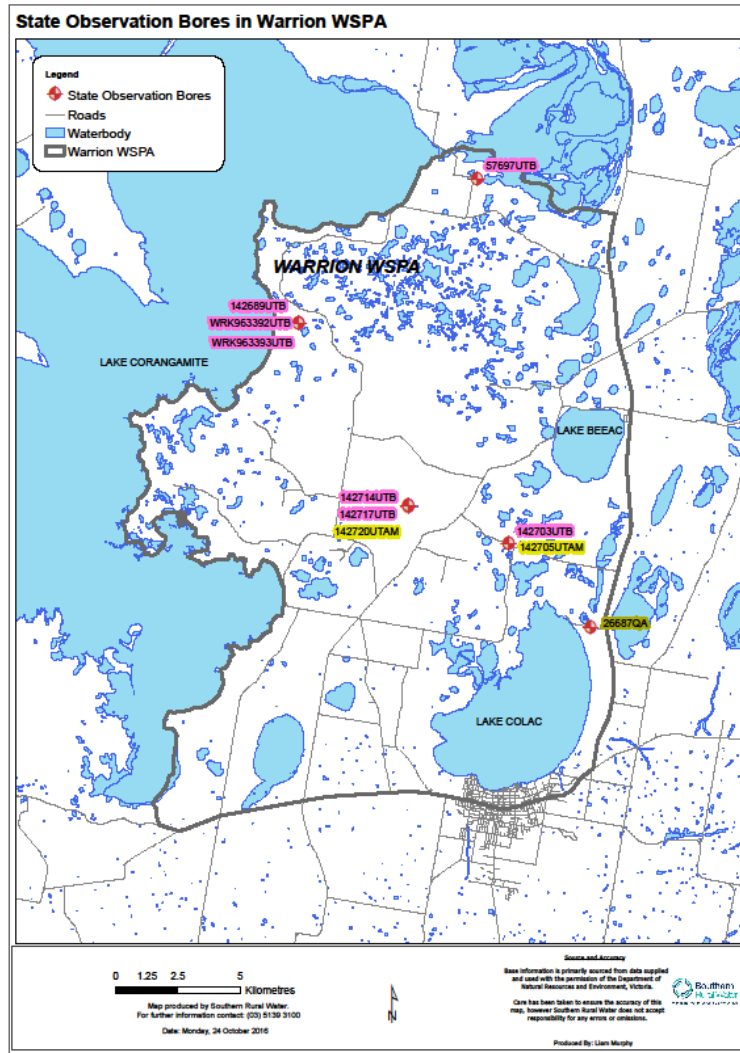 State Observation Bores in Warrion WSPA
Legend
State Observation Bores
Roads
Waterbody
Warrion WSPA
57697UTB
WARRION WSPA
142689UTB
WRK963392UTB
WRK963393UTB
LAKE CORANGAMITE
LAKE BEEAC
142714UTB
142717UTB
142720UTAM
142703UTB
142705UTAM
26687QA
LAKE COLAC
0 1.25 2.5 5
Kilometres
Map produced by Southern Rural Water.
For further information contact: (03) 5139 3100
Date: Monday, 24 October 2016
N
Source and Accuracy
Base information is primarily sourced from data supplied
and used with the permission of the Department of
Natural Resources and Environment, Victoria.
Care has been taken to ensure the accuracy of this
map, however Southern Rural Water does not accept
responsibility for any errors or omissions.
Produced By: Liam Murphy
Southern
Rural Water